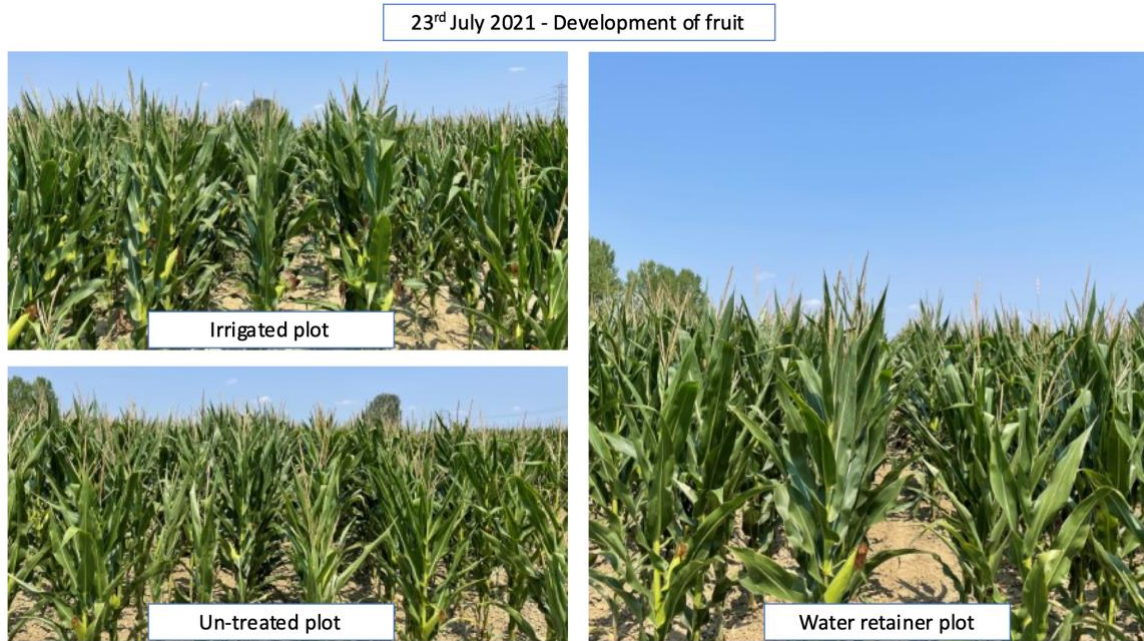 23rd July 2021 - Development of fruit
Irrigated plot
Un-treated plot
Water retainer plot